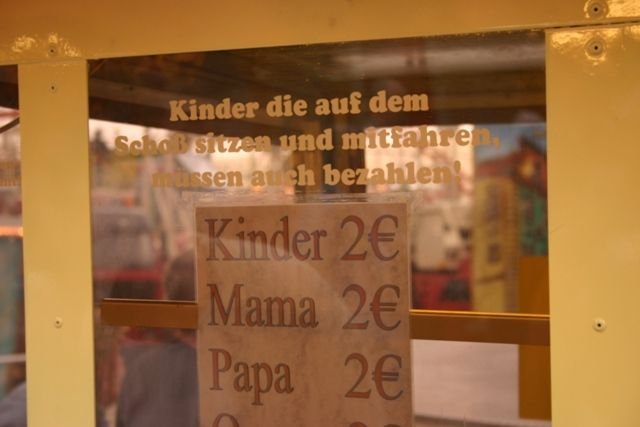 Kinder die auf dem
Schoß sitzen und mitfahren,
müssen auch bezahlen!
Kinder 2€
Mama 2€
Papa 2€